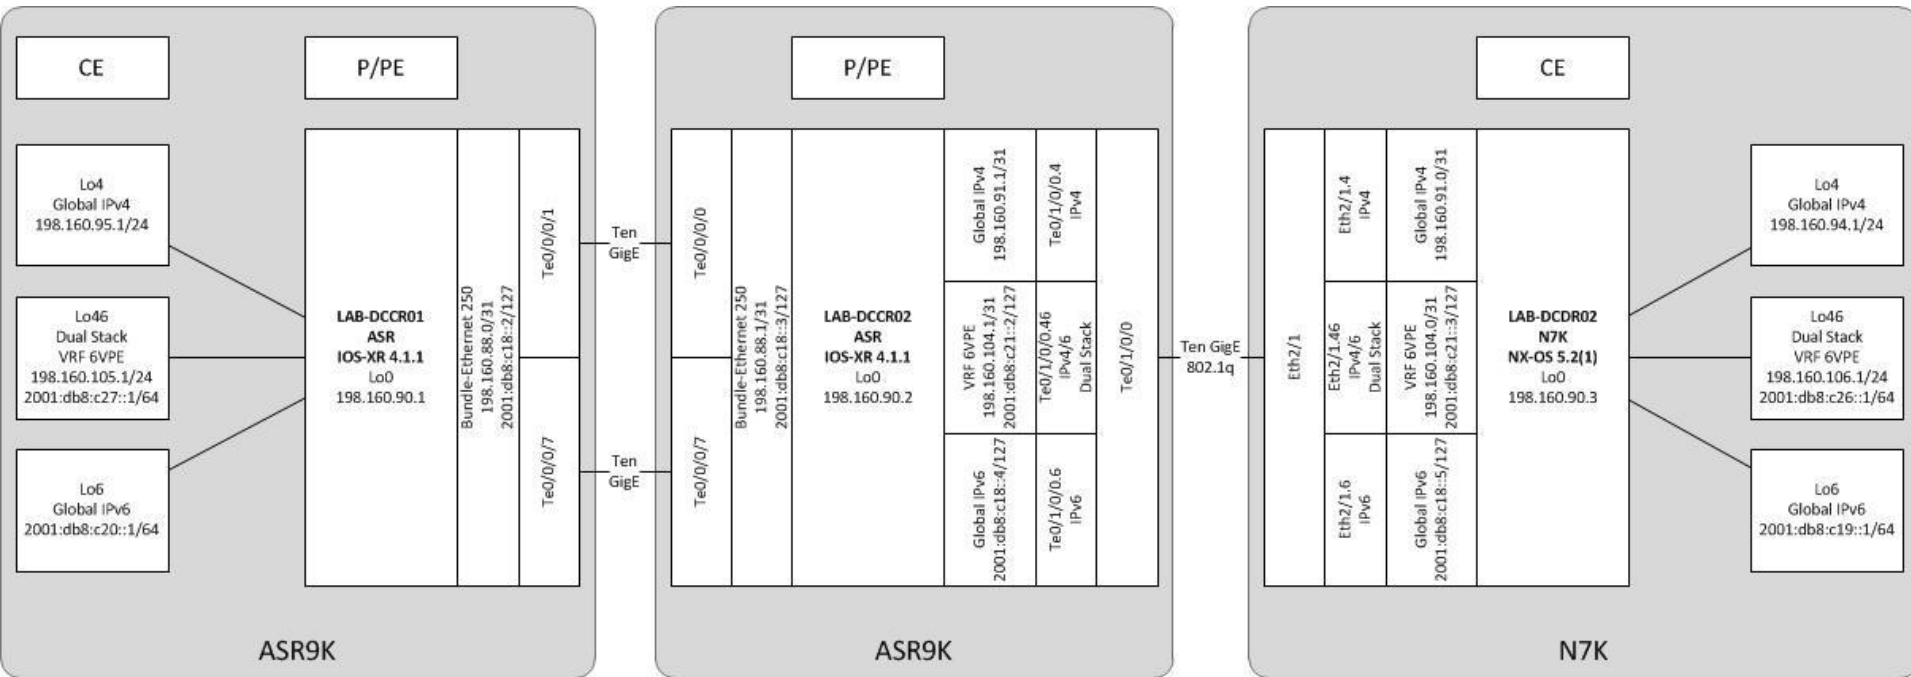 CE
P/PE
Lo4
Global IPv4
198.160.95.1/24
Lo46
Dual Stack
VRF 6VPE
198.160.105.1/24
2001:db8:c27::1/64
Lo6
Global IPv6
2001:db8:c20::1/64
LAB-DCCR01
ASR
IOS-XR 4.1.1
Lo0
198.160.90.1
Bundle-Ethernet 250
198.160.88.0/31
2001:db8:c18::2/127
Te0/0/0/1
Te0/0/0/7
ASR9K
Ten
GigE
Ten
GigE
P/PE
Te0/0/0/0
Te0/0/0/7
Bundle-Ethernet 250
198.160.88.1/31
2001:db8:c18::3/127
LAB-DCCR02
ASR
IOS-XR 4.1.1
Lo0
198.160.90.2
Global IPv4
198.160.91.1/31
Te0/1/0/0.4
IPv4
VRF 6VPE
198.160.104.1/31
2001:db8:c21::2/127
Te0/1/0/0.46
IPv4/6
Dual Stack
Global IPv6
2001:db8:c18::4/127
Te0/1/0/0.6
IPv6
Te0/1/0/0
ASR9K
Ten GigE
802.1q
CE
Eth2/1
Eth2/1.4
IPv4
Global IPv4
198.160.91.0/31
Eth2/1.46
IPv4/6
Dual Stack
VRF 6VPE
198.160.104.0/31
2001:db8:c21::3/127
Eth2/1.6
IPv6
Global IPv6
2001:db8:c18::5/127
LAB-DCDR02
N7K
NX-OS 5.2(1)
Lo0
198.160.90.3
Lo4
Global IPv4
198.160.94.1/24
Lo46
Dual Stack
VRF 6VPE
198.160.106.1/24
2001:db8:c26::1/64
Lo6
Global IPv6
2001:db8:c19::1/64
N7K